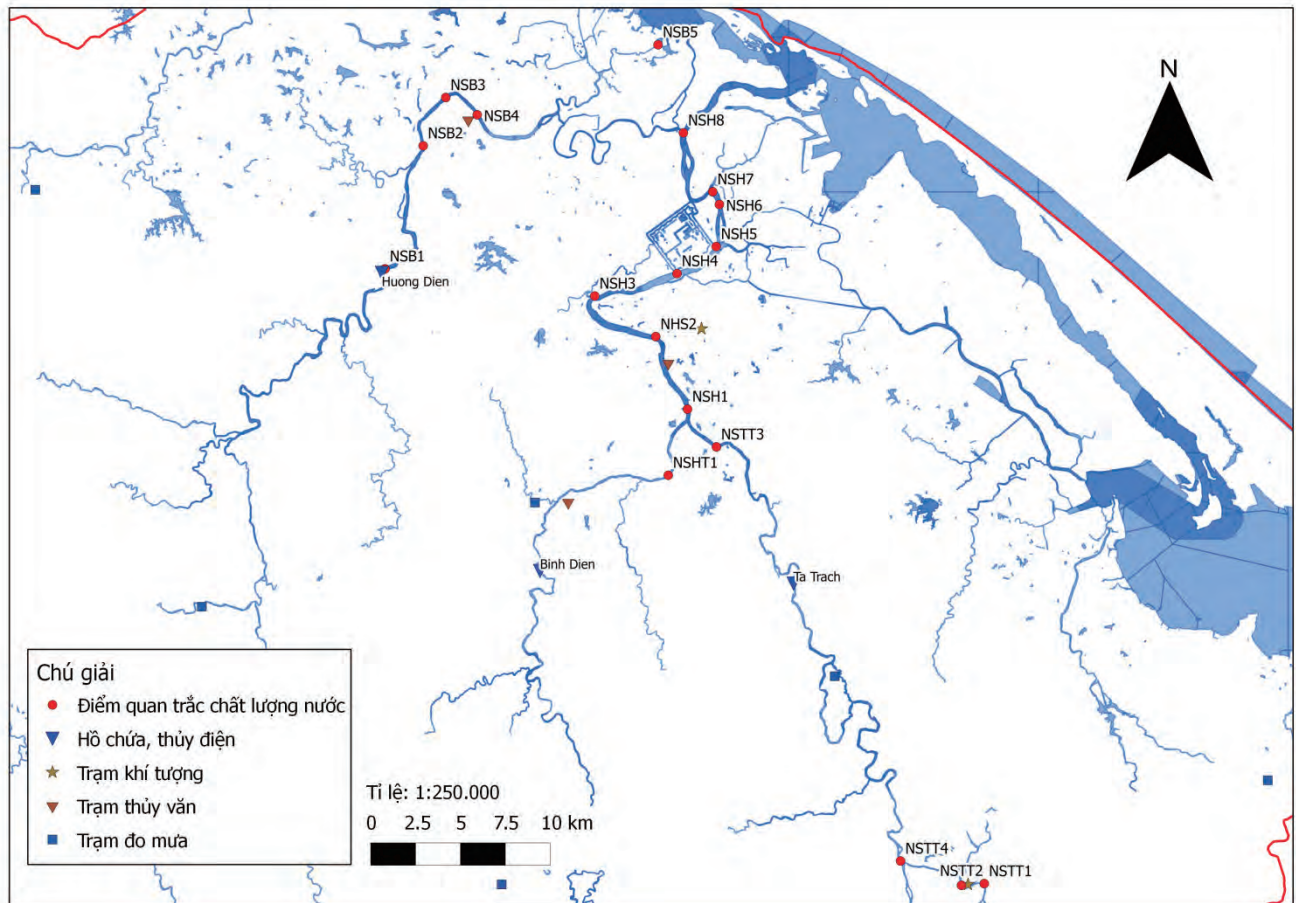 NSB5
N
NSB3
NSB4
NSB2
NSH8
NSH7
NSH6
NSH5
NSB1
Huong Dien
NSH4
NSH3
NHS2
NSH1
NSTT3
NSHT1
Binh Dien
Ta Trach
Chú giải
Điểm quan trắc chất lượng nước
Hồ chứa, thủy điện
Trạm khí tượng
Trạm thủy văn
Trạm đo mưa
Tỉ lệ: 1:250.000
0 2.5 5 7.5 10 km
NSTT4
NSTT2 NSTT1